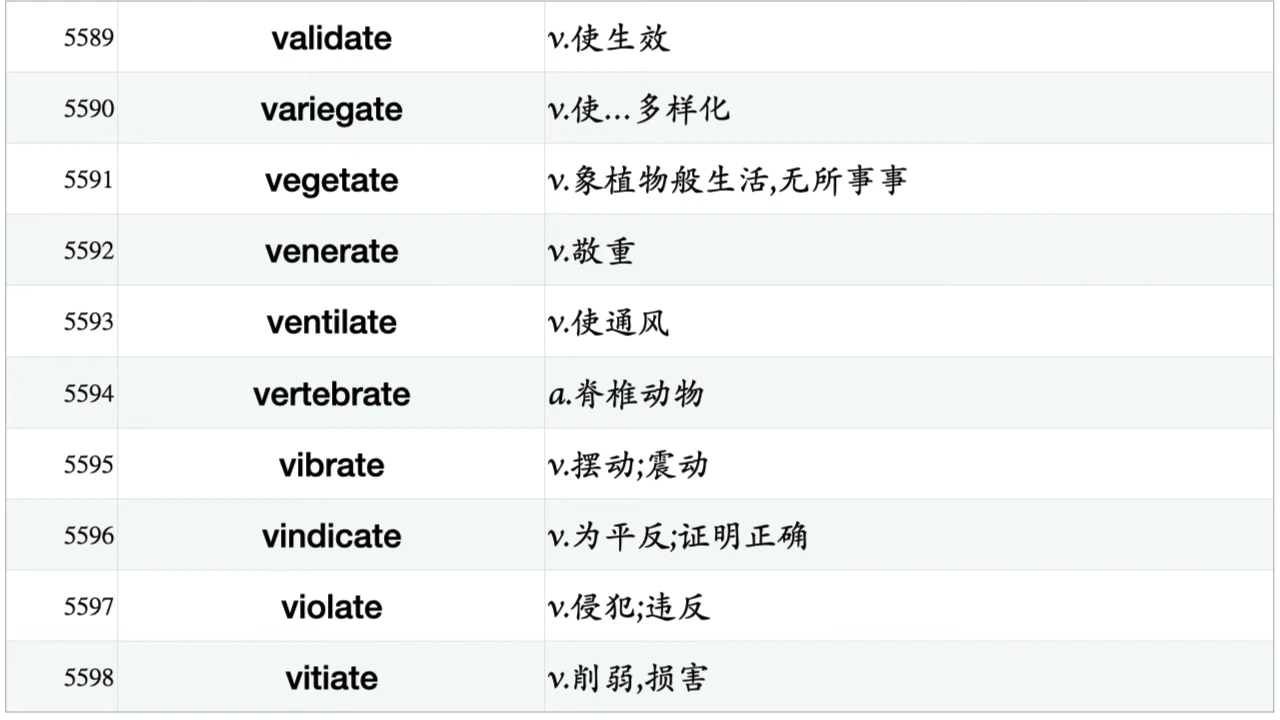 5589 validate v.使生效
5590 variegate v.使...多样化
5591 vegetate v.象植物般生活,无所事事
5592 venerate v.敬重
5593 ventilate v.使通风
5594 vertebrate a.脊椎动物
5595 vibrate v.摆动;震动
5596 vindicate v.为平反;证明正确
5597 violate v.侵犯;违反
5598 vitiate v.削弱,损害